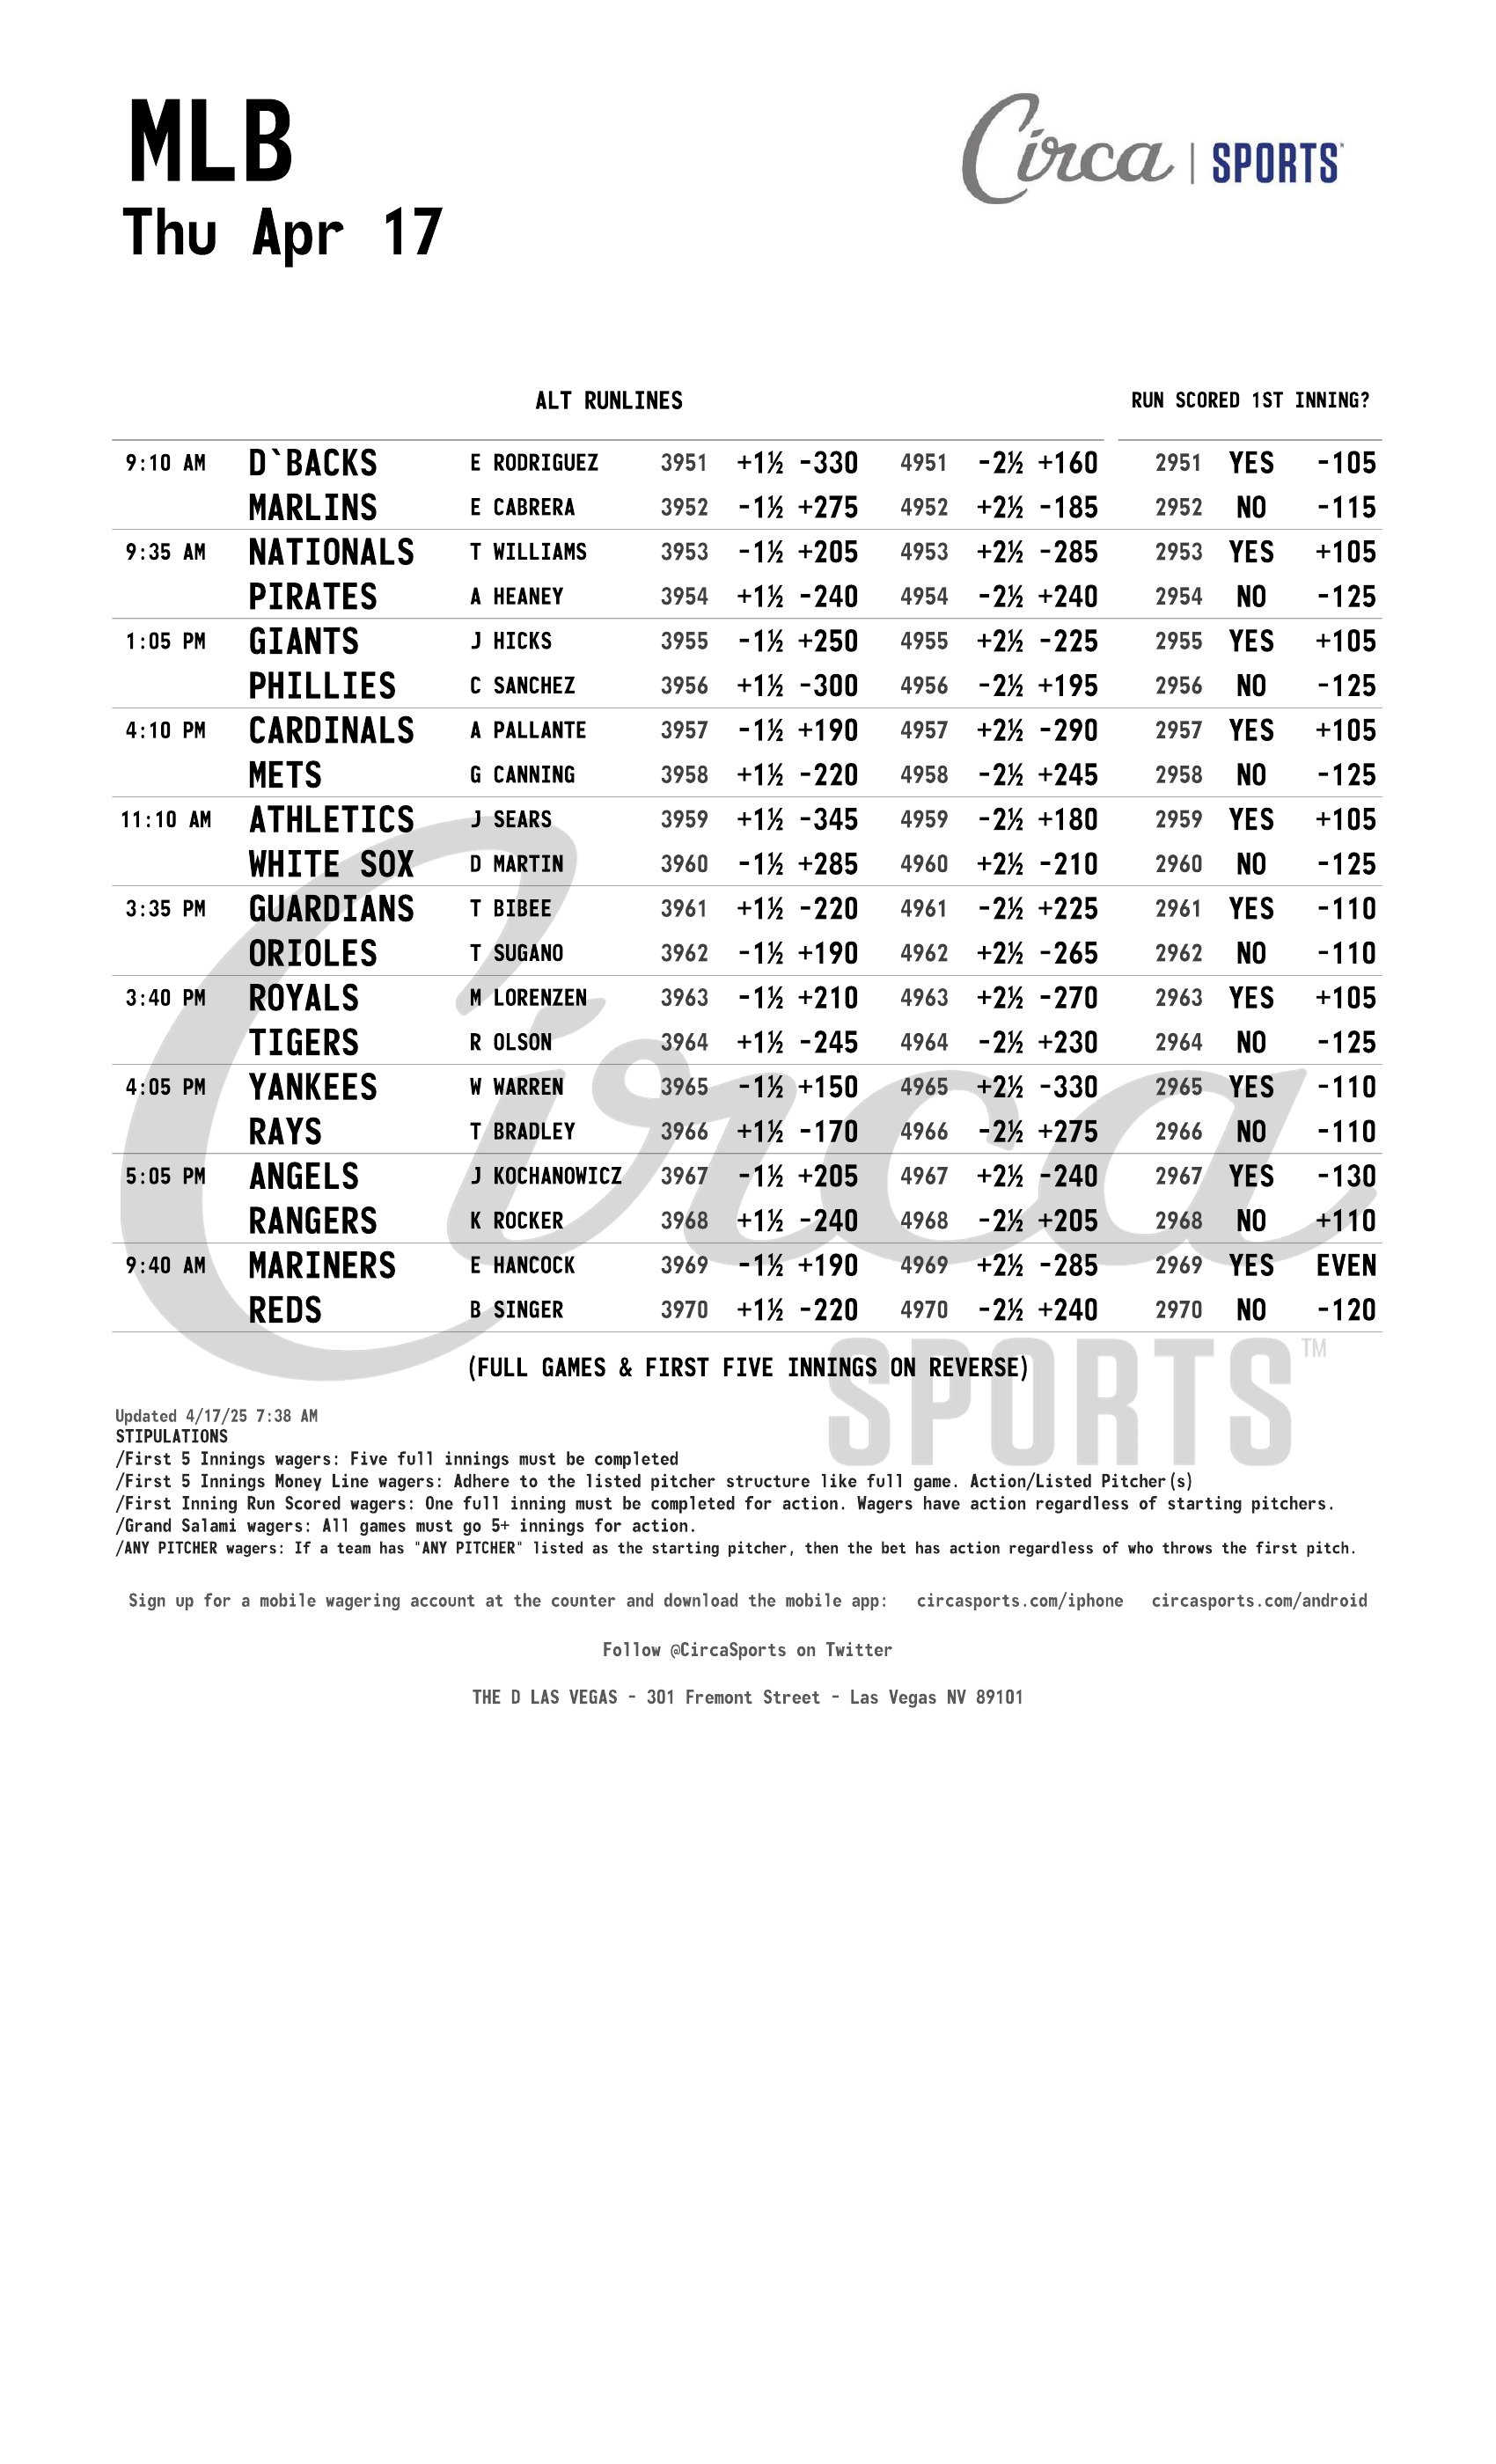 MLB
Circa | SPORTS
Thu Apr 17
ALT RUNLINES RUN SCORED 1ST INNING?
9:10 AM D`BACKS E RODRIGUEZ 3951 +1½ -330 4951 -2½ +160 2951 YES -105
MARLINS E CABRERA 3952 -1½ +275 4952 +2½ -185 2952 NO -115
9:35 AM NATIONALS T WILLIAMS 3953 -1½ +205 4953 +2½ -285 2953 YES +105
PIRATES A HEANEY 3954 +1½ -240 4954 -2½ +240 2954 NO -125
1:05 PM GIANTS J HICKS 3955 -1½ +250 4955 +2½ -225 2955 YES +105
PHILLIES C SANCHEZ 3956 +1½ -300 4956 -2½ +195 2956 NO -125
4:10 PM CARDINALS A PALLANTE 3957 -1½ +190 4957 +2½ -290 2957 YES +105
METS G CANNING 3958 +1½ -220 4958 -2½ +245 2958 NO -125
11:10 AM ATHLETICS J SEARS 3959 +1½ -345 4959 -2½ +180 2959 YES +105
WHITE SOX D MARTIN 3960 -1½ +285 4960 +2½ -210 2960 NO -125
3:35 PM GUARDIANS T BIBEE 3961 +1½ -220 4961 -2½ +225 2961 YES -110
ORIOLES T SUGANO 3962 -1½ +190 4962 +2½ -265 2962 NO -110
3:40 PM ROYALS M LORENZEN 3963 -1½ +210 4963 +2½ -270 2963 YES +105
TIGERS R OLSON 3964 +1½ -245 4964 -2½ +230 2964 NO -125
4:05 PM YANKEES W WARREN 3965 -1½ +150 4965 +2½ -330 2965 YES -110
RAYS T BRADLEY 3966 +1½ -170 4966 -2½ +275 2966 NO -110
5:05 PM ANGELS J KOCHANOWICZ 3967 -1½ +205 4967 +2½ -240 2967 YES -130
RANGERS K ROCKER 3968 +1½ -240 4968 -2½ +205 2968 NO +110
9:40 AM MARINERS E HANCOCK 3969 -1½ +190 4969 +2½ -285 2969 YES EVEN
REDS B SINGER 3970 +1½ -220 4970 -2½ +240 2970 NO -120
Circa
SPORTS™
(FULL GAMES & FIRST FIVE INNINGS ON REVERSE)
Updated 4/17/25 7:38 AM
STIPULATIONS
/First 5 Innings wagers: Five full innings must be completed
/First 5 Innings Money Line wagers: Adhere to the listed pitcher structure like full game. Action/Listed Pitcher(s)
/First Inning Run Scored wagers: One full inning must be completed for action. Wagers have action regardless of starting pitchers.
/Grand Salami wagers: All games must go 5+ innings for action.
/ANY PITCHER wagers: If a team has "ANY PITCHER" listed as the starting pitcher, then the bet has action regardless of who throws the first pitch.
Sign up for a mobile wagering account at the counter and download the mobile app: circasports.com/iphone circasports.com/android
Follow @CircaSports on Twitter
THE D LAS VEGAS - 301 Fremont Street - Las Vegas NV 89101